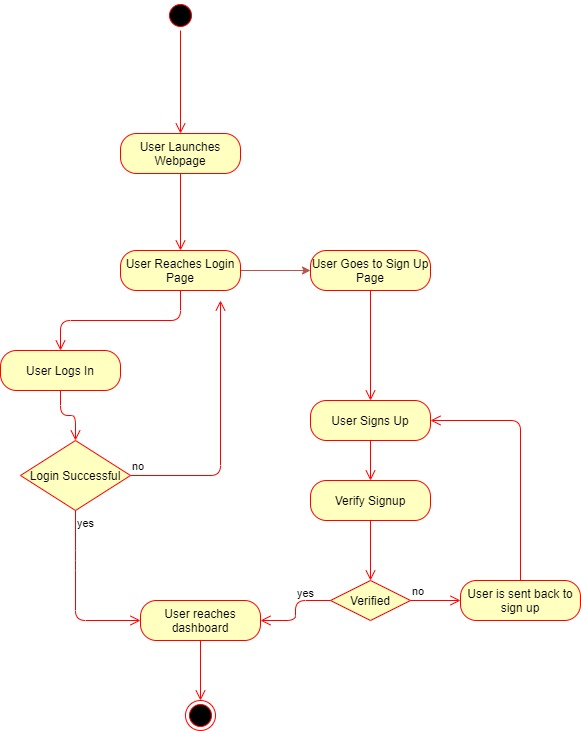 User Launches
Webpage
User Reaches Login
Page
User Goes to Sign Up
Page
User Logs In
User Signs Up
Login Successful
no
Verify Signup
yes
yes
Verified
no
User is sent back to
sign up
User reaches
dashboard